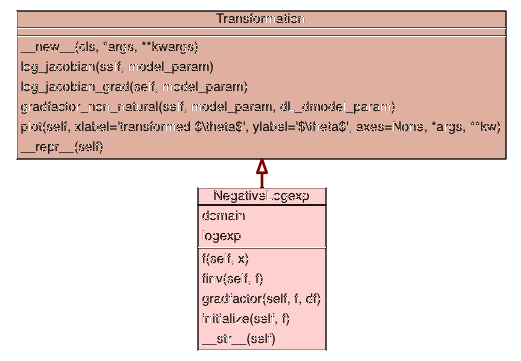 Transformation
__new__(cls, *args, **kwargs)
log_jacobian(self, model_param)
log_jacobian_grad(self, model_param)
gradfactor_non_natural(self, model_param, dL_dmodel_param)
plot(self, xlabel='transformed $\theta$', ylabel='$\theta$', axes=None, *args, **kw)
__repr__(self)
NegativeLogexp
domain
logexp
f(self, x)
finv(self, f)
gradfactor(self, f, df)
initialize(self, f)
__str__(self)